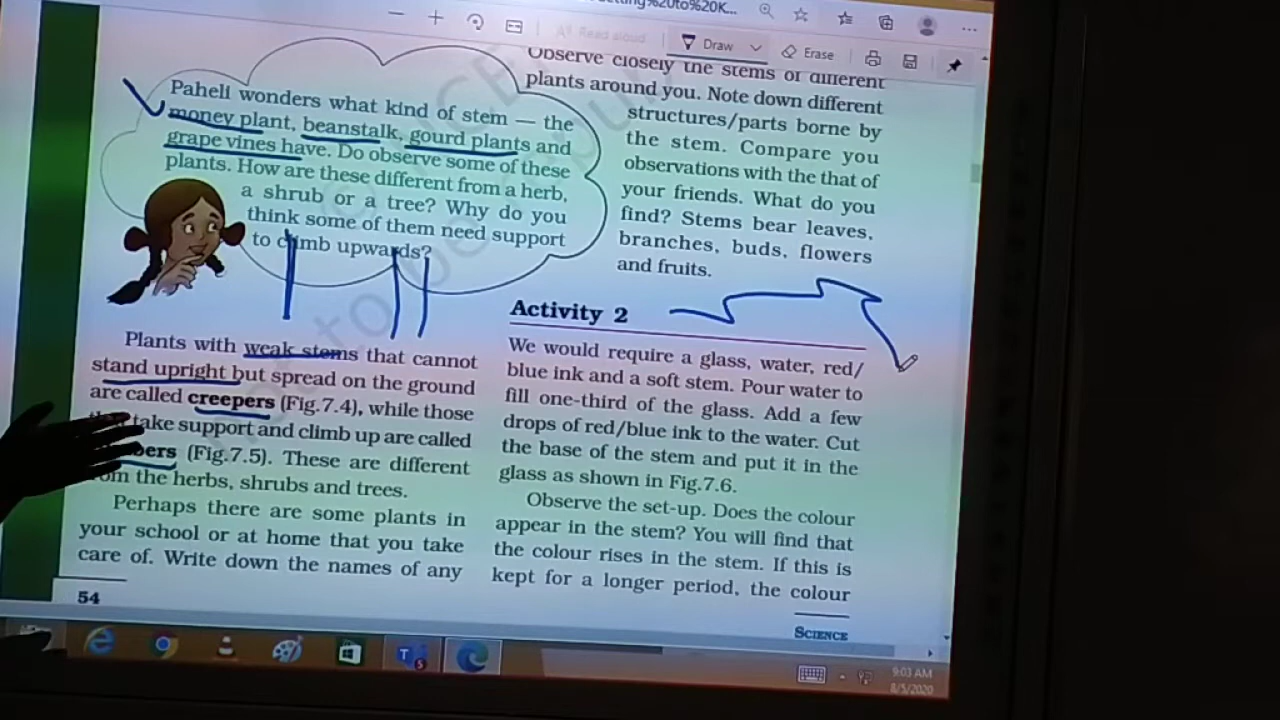 Read aloud
Draw
Erase
Paheli wonders what kind of stem — the
money plant, beanstalk, gourd plants and
grape vines have. Do observe some of these
plants. How are these different from a herb,
a shrub or a tree? Why do you
think some of them need support
to climb upwards?
Plants with weak stems that cannot
stand upright but spread on the ground
are called creepers (Fig.7.4), while those
take support and climb up are called
(Fig.7.5). These are different
the herbs, shrubs and trees.
Perhaps there are some plants in
your school or at home that you take
care of. Write down the names of any
54
Observe closely the stems of different
plants around you. Note down different
structures/parts borne by
the stem. Compare you
observations with the that of
your friends. What do you
find? Stems bear leaves,
branches, buds, flowers
and fruits.
Activity 2
We would require a glass, water, red/
blue ink and a soft stem. Pour water to
fill one-third of the glass. Add a few
drops of red/blue ink to the water. Cut
the base of the stem and put it in the
glass as shown in Fig.7.6.
Observe the set-up. Does the colour
appear in the stem? You will find that
the colour rises in the stem. If this is
kept for a longer period, the colour
SCIENCE
9:03 AM
8/5/2020